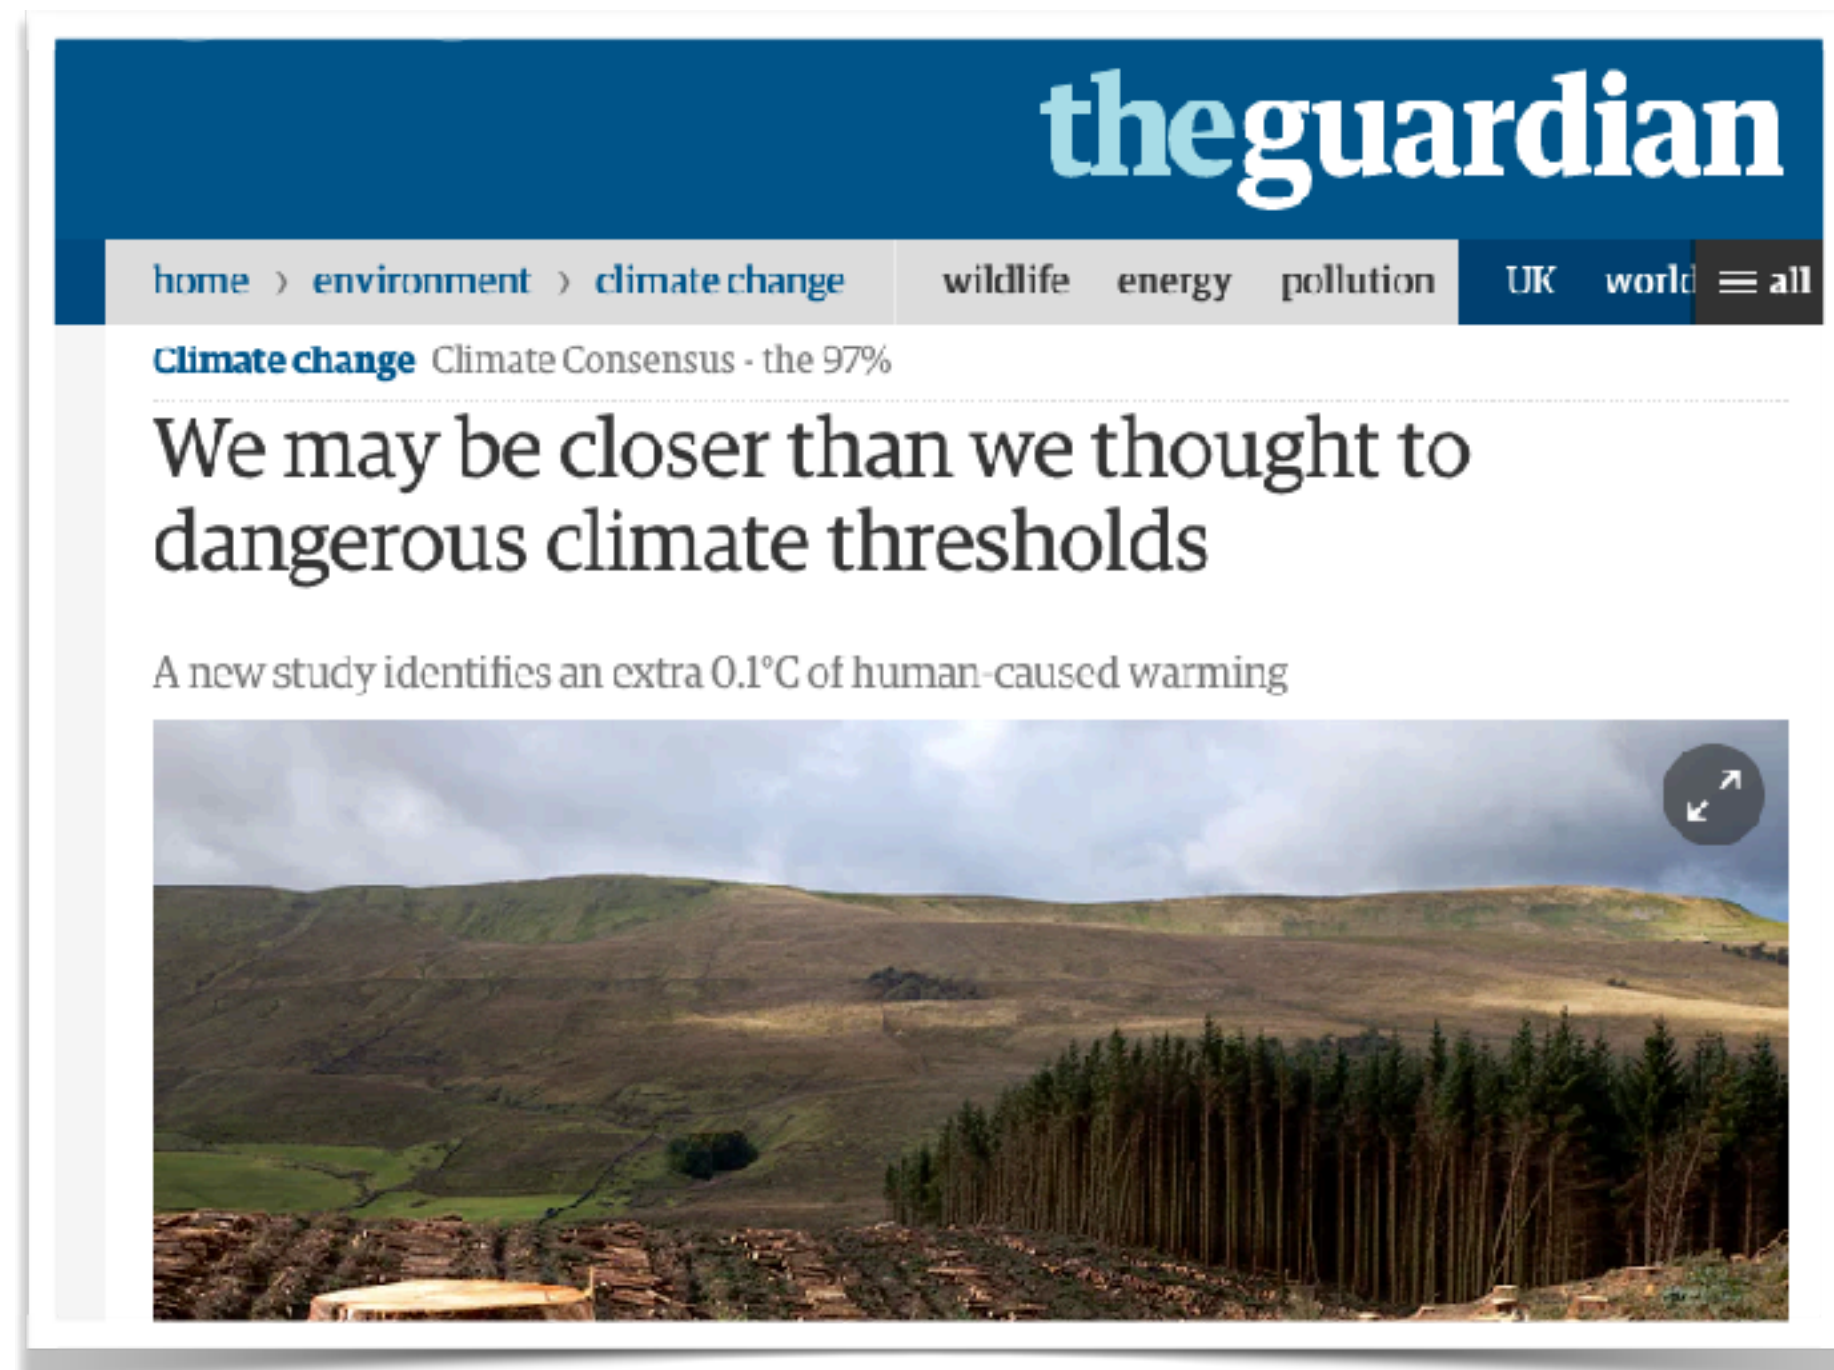 theguardian
home › environment › climate change wildlife energy pollution UK world ≡ all
Climate change Climate Consensus - the 97%
We may be closer than we thought to
dangerous climate thresholds
A new study identifies an extra 0.1°C of human-caused warming